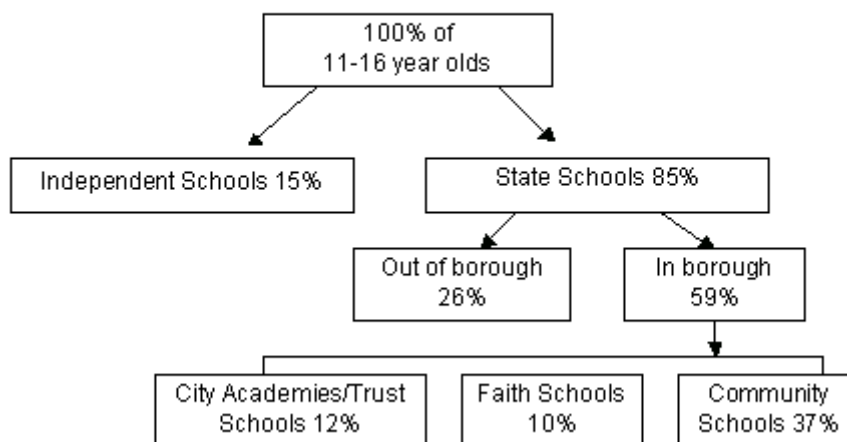 100% of
11-16 year olds
Independent Schools 15%
State Schools 85%
Out of borough
26%
In borough
59%
City Academies/Trust
Schools 12%
Faith Schools
10%
Community
Schools 37%